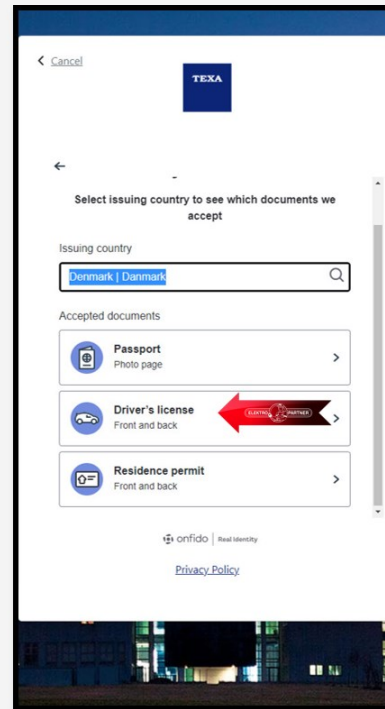 Cancel
TEXA
Select issuing country to see which documents we
accept
Issuing country
Denmark | Danmark
Accepted documents
Passport
Photo page
Driver's license
Front and back
ELEKTRO PARTNER
Residence permit
Front and back
onfido | Real Identity
Privacy Policy